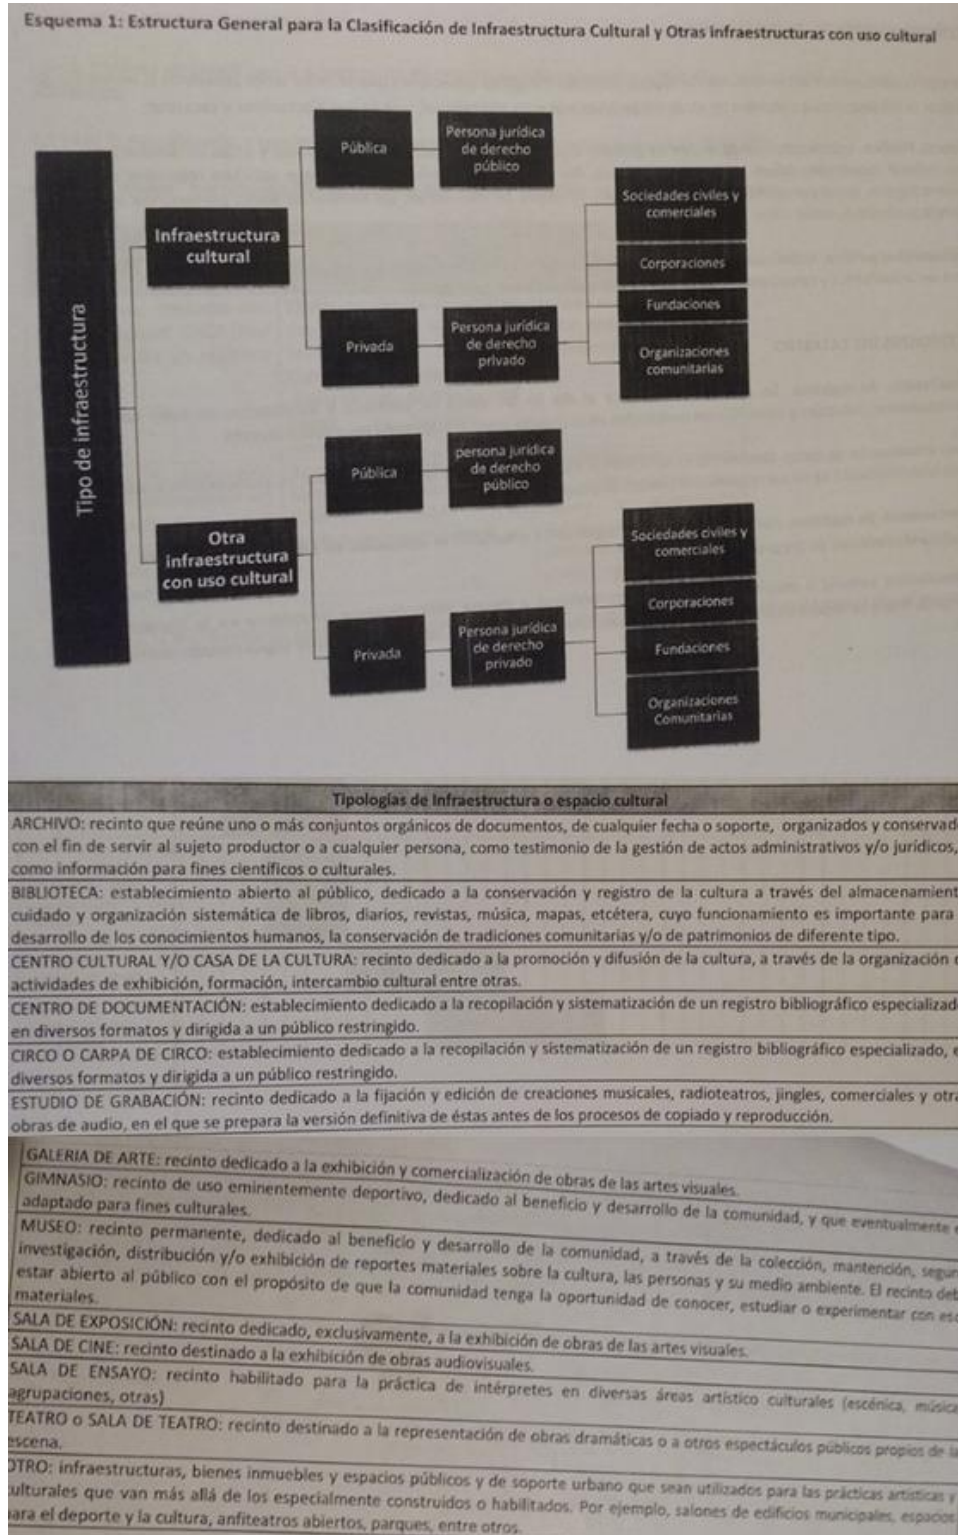 Esquema 1: Estructura General para la Clasificación de Infraestructura Cultural y Otras infraestructuras con uso cultural
Tipo de infraestructura
Infraestructura
cultural
Pública
Persona jurídica
de derecho
público
Privada
Persona jurídica
de derecho
privado
Sociedades civiles y
comerciales
Corporaciones
Fundaciones
Organizaciones
comunitarias
Otra
infraestructura
con uso cultural
Pública
persona jurídica
de derecho
público
Privada
Persona jurídica
de derecho
privado
Sociedades civiles y
comerciales
Corporaciones
Fundaciones
Organizaciones
Comunitarias
Tipologías de Infraestructura o espacio cultural
ARCHIVO: recinto que reúne uno o más conjuntos orgánicos de documentos, de cualquier fecha o soporte, organizados y conservad
con el fin de servir al sujeto productor o a cualquier persona, como testimonio de la gestión de actos administrativos y/o jurídicos,
como información para fines científicos o culturales.
BIBLIOTECA: establecimiento abierto al público, dedicado a la conservación y registro de la cultura a través del almacenamient
cuidado y organización sistemática de libros, diarios, revistas, música, mapas, etcétera, cuyo funcionamiento es importante para
desarrollo de los conocimientos humanos, la conservación de tradiciones comunitarias y/o de patrimonios de diferente tipo.
CENTRO CULTURAL Y/O CASA DE LA CULTURA: recinto dedicado a la promoción y difusión de la cultura, a través de la organización
actividades de exhibición, formación, intercambio cultural entre otras.
CENTRO DE DOCUMENTACIÓN: establecimiento dedicado a la recopilación y sistematización de un registro bibliográfico especializad
en diversos formatos y dirigida a un público restringido.
CIRCO O CARPA DE CIRCO: establecimiento dedicado a la recopilación y sistematización de un registro bibliográfico especializado, e
diversos formatos y dirigida a un público restringido.
ESTUDIO DE GRABACIÓN: recinto dedicado a la fijación y edición de creaciones musicales, radioteatros, jingles, comerciales y otra
obras de audio, en el que se prepara la versión definitiva de éstas antes de los procesos de copiado y reproducción.
GALERIA DE ARTE: recinto dedicado a la exhibición y comercialización de obras de las artes visuales.
GIMNASIO: recinto de uso eminentemente deportivo, dedicado al beneficio y desarrollo de la comunidad, y que eventualmente
adaptado para fines culturales.
MUSEO: recinto permanente, dedicado al beneficio y desarrollo de la comunidad, a través de la colección, mantención, segur
investigación, distribución y/o exhibición de reportes materiales sobre la cultura, las personas y su medio ambiente. El recinto deb
estar abierto al público con el propósito de que la comunidad tenga la oportunidad de conocer, estudiar o experimentar con eso
materiales.
SALA DE EXPOSICIÓN: recinto dedicado, exclusivamente, a la exhibición de obras de las artes visuales.
SALA DE CINE: recinto destinado a la exhibición de obras audiovisuales.
SALA DE ENSAYO: recinto habilitado para la práctica de intérpretes en diversas áreas artístico culturales (escénica, música
agrupaciones, otras)
TEATRO o SALA DE TEATRO: recinto destinado a la representación de obras dramáticas o a otros espectáculos públicos propios de la
escena.
OTRO: infraestructuras, bienes inmuebles y espacios públicos y de soporte urbano que sean utilizados para las prácticas artísticas y
culturales que van más allá de los especialmente construidos o habilitados. Por ejemplo, salones de edificios municipales, espacios
para el deporte y la cultura, anfiteatros abiertos, parques, entre otros.